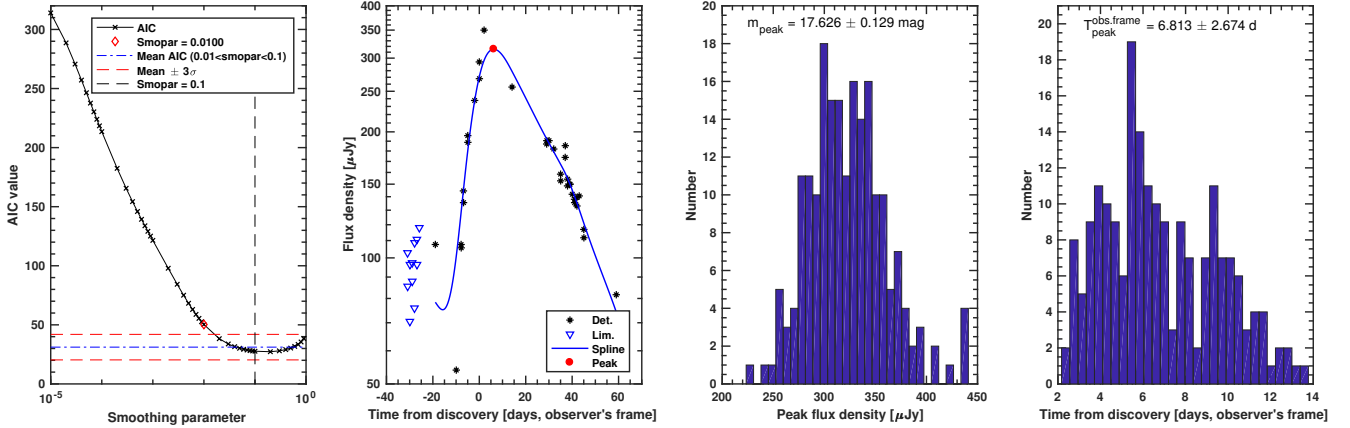 300
250
200
150
100
50
0
AIC value
10^-5
10^0
Smoothing parameter
AIC
Smopar = 0.0100
Mean AIC (0.01<smopar<0.1)
Mean ± 3σ
Smopar = 0.1
400
350
300
250
200
150
100
50
Flux density [μJy]
-40 -20 0 20 40 60
Time from discovery [days, observer's frame]
Det.
Lim.
Spline
Peak
m_peak = 17.626 ± 0.129 mag
20
18
16
14
12
10
8
6
4
2
0
Number
200 250 300 350 400 450
Peak flux density [μJy]
T_peak^obs.frame = 6.813 ± 2.674 d
20
18
16
14
12
10
8
6
4
2
0
Number
2 4 6 8 10 12 14
Time from discovery [days, observer's frame]